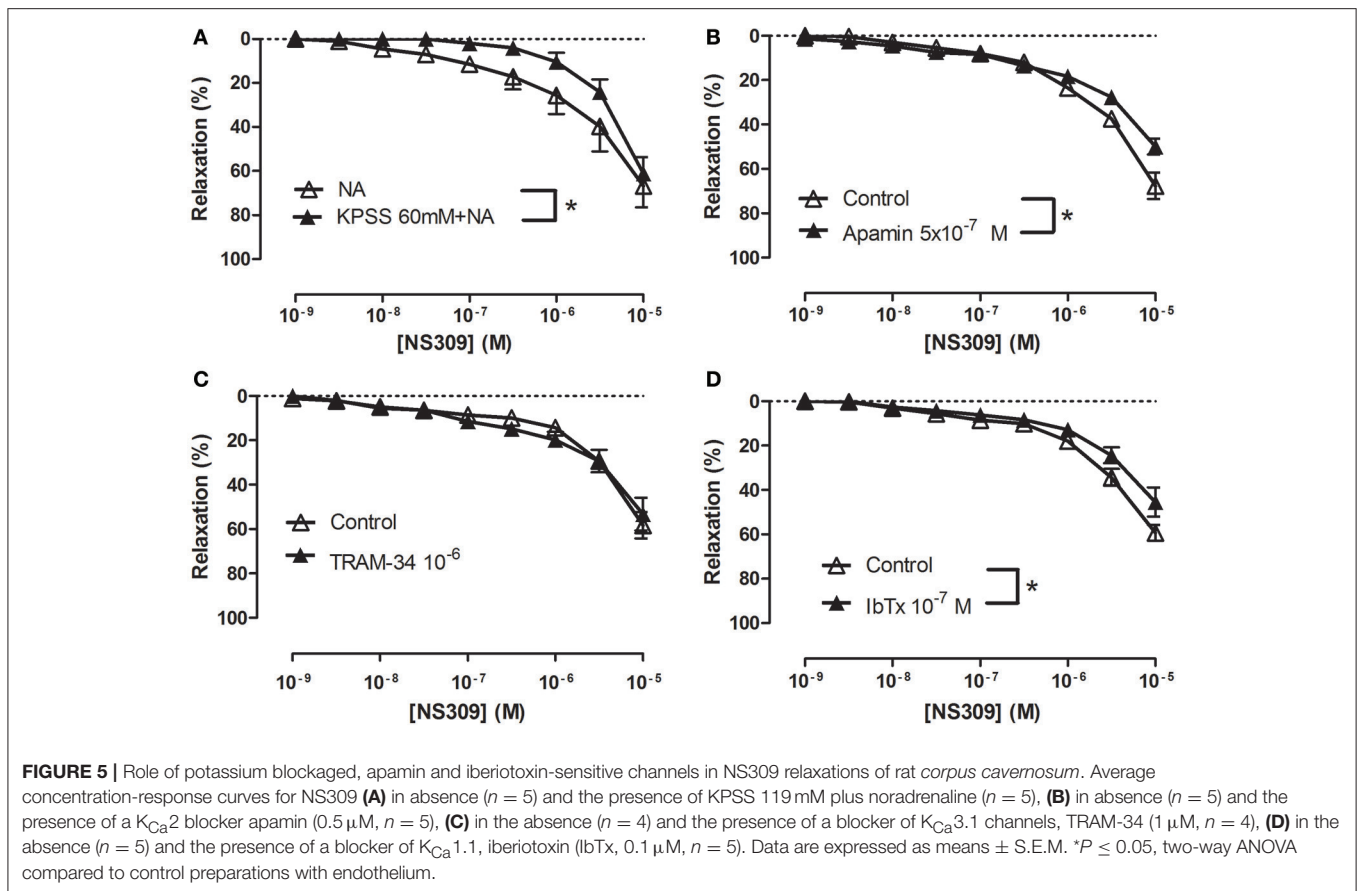 A
0
20
40
60
80
100
Relaxation (%)
NA
KPSS 60mM+NA
*
10-9 10-8 10-7 10-6 10-5
[NS309] (M)
B
0
20
40
60
80
100
Relaxation (%)
Control
Apamin 5x10-7 M
*
10-9 10-8 10-7 10-6 10-5
[NS309] (M)
C
0
20
40
60
80
100
Relaxation (%)
Control
TRAM-34 10-6
10-9 10-8 10-7 10-6 10-5
[NS309] (M)
D
0
20
40
60
80
100
Relaxation (%)
Control
IbTx 10-7 M
*
10-9 10-8 10-7 10-6 10-5
[NS309] (M)
FIGURE 5 | Role of potassium blockaged, apamin and iberiotoxin-sensitive channels in NS309 relaxations of rat corpus cavernosum. Average
concentration-response curves for NS309 (A) in absence (n = 5) and the presence of KPSS 119 mM plus noradrenaline (n = 5), (B) in absence (n = 5) and the
presence of a KCa2 blocker apamin (0.5 μM, n = 5), (C) in the absence (n = 4) and the presence of a blocker of KCa3.1 channels, TRAM-34 (1 μM, n = 4), (D) in the
absence (n = 5) and the presence of a blocker of KCa1.1, iberiotoxin (IbTx, 0.1 μM, n = 5). Data are expressed as means ± S.E.M. *P ≤ 0.05, two-way ANOVA
compared to control preparations with endothelium.